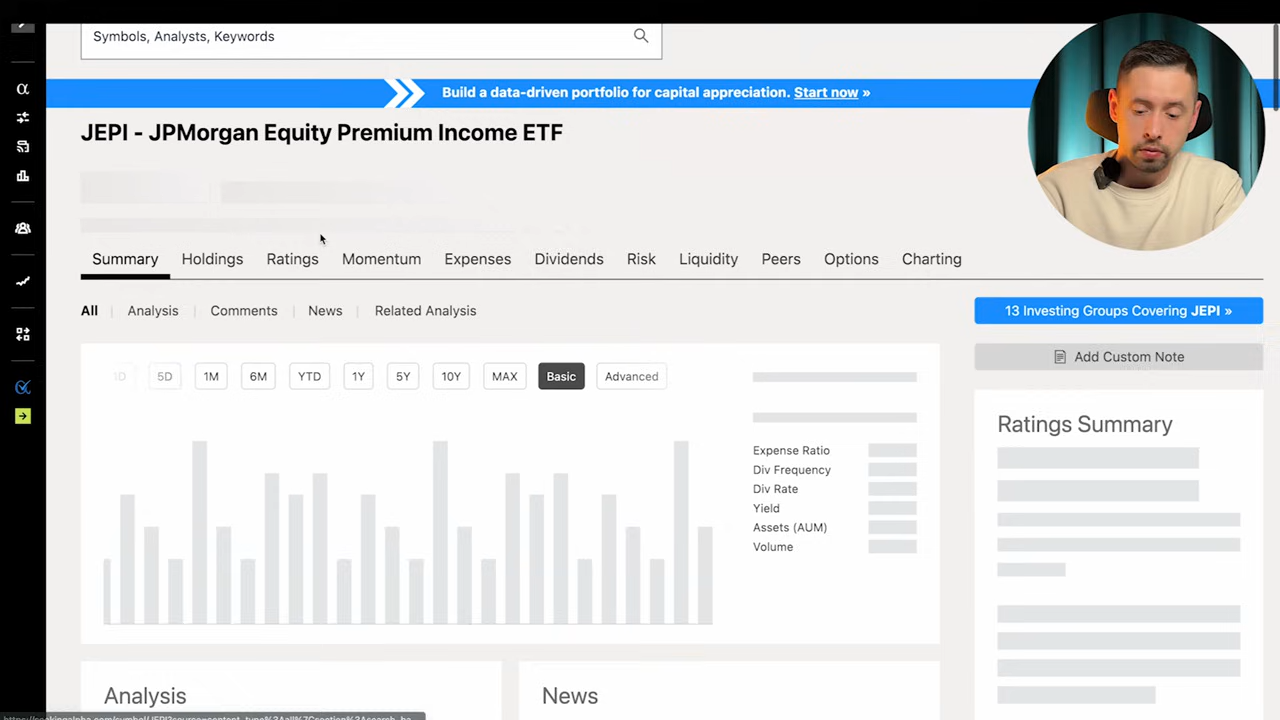 Symbols, Analysts, Keywords
Build a data-driven portfolio for capital appreciation. Start now »
JEPI - JPMorgan Equity Premium Income ETF
Summary Holdings Ratings Momentum Expenses Dividends Risk Liquidity Peers Options Charting
All Analysis Comments News Related Analysis
13 Investing Groups Covering JEPI »
Add Custom Note
1D 5D 1M 6M YTD 1Y 5Y 10Y MAX Basic Advanced
Expense Ratio
Div Frequency
Div Rate
Yield
Assets (AUM)
Volume
Ratings Summary
Analysis
News